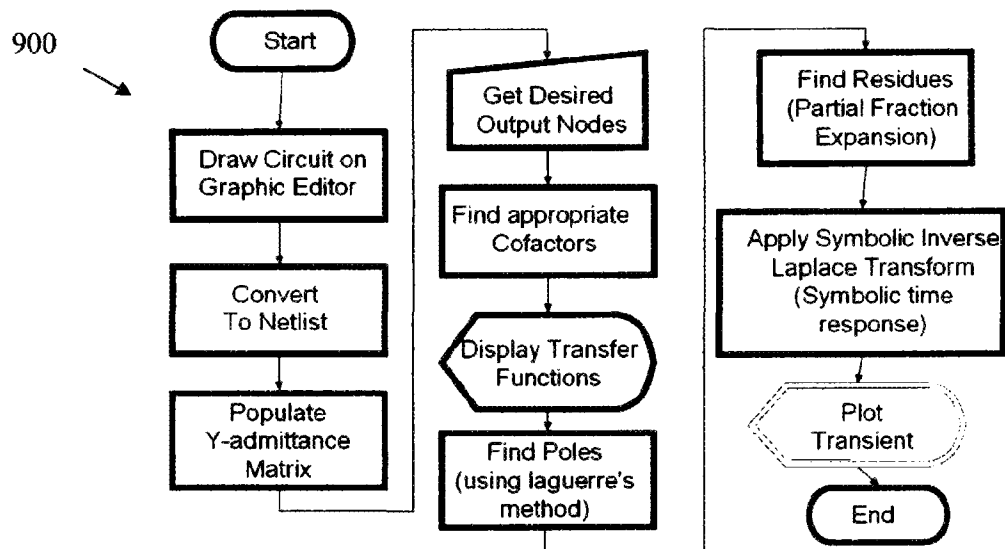 900
Start
Draw Circuit on
Graphic Editor
Convert
To Netlist
Populate
Y-admittance
Matrix
Get Desired
Output Nodes
Find appropriate
Cofactors
Display Transfer
Functions
Find Poles
(using laguerre's
method)
Find Residues
(Partial Fraction
Expansion)
Apply Symbolic Inverse
Laplace Transform
(Symbolic time
response)
Plot
Transient
End